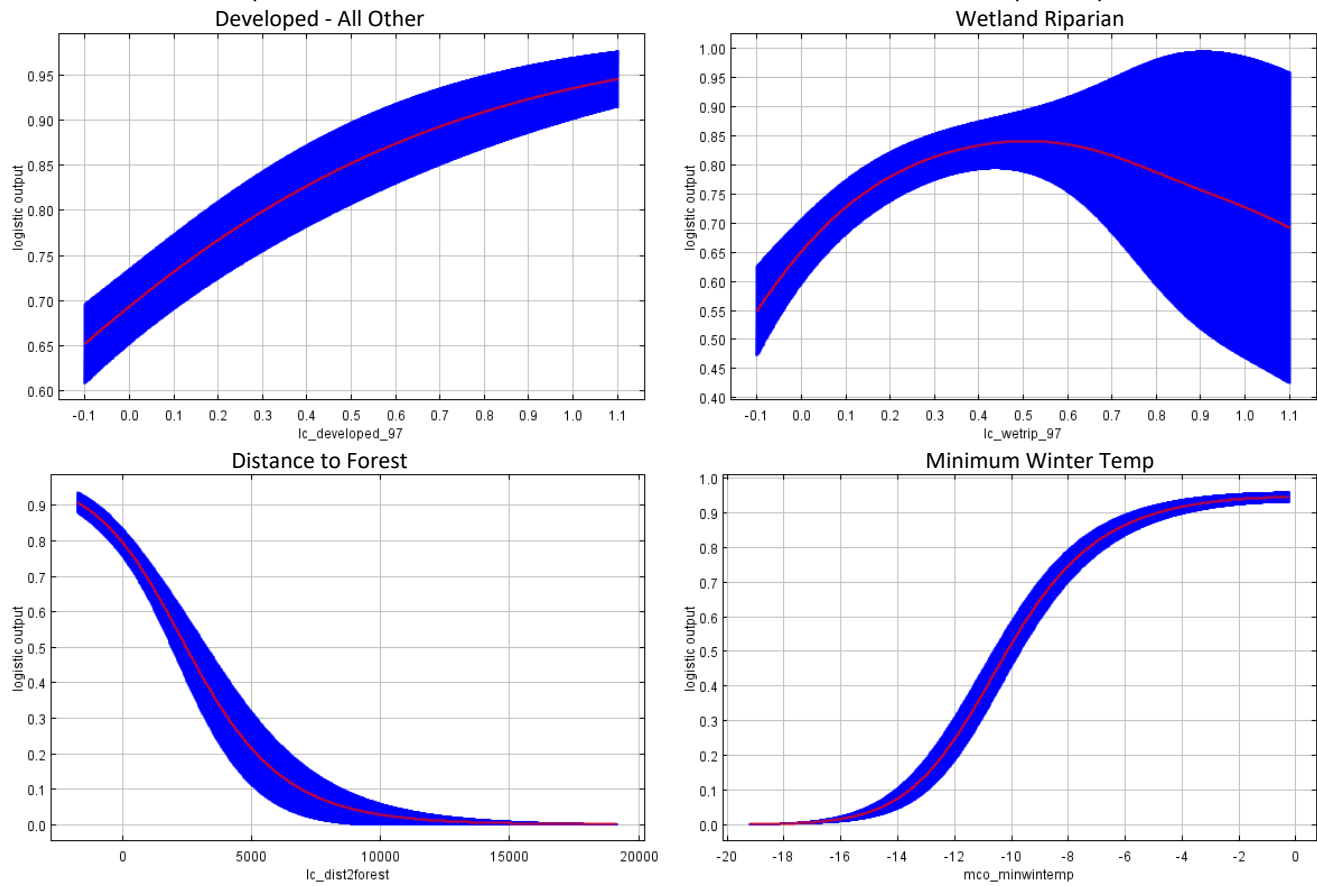 Developed - All Other
1.00
0.95
0.90
0.85
0.80
0.75
0.70
0.65
0.60
logistic output
-0.1 0.0 0.1 0.2 0.3 0.4 0.5 0.6 0.7 0.8 0.9 1.0 1.1
lc_developed_97
Wetland Riparian
1.00
0.95
0.90
0.85
0.80
0.75
0.70
0.65
0.60
0.55
0.50
0.45
0.40
logistic output
-0.1 0.0 0.1 0.2 0.3 0.4 0.5 0.6 0.7 0.8 0.9 1.0 1.1
lc_wetrip_97
Distance to Forest
0.9
0.8
0.7
0.6
0.5
0.4
0.3
0.2
0.1
0.0
logistic output
0 5000 10000 15000 20000
lc_dist2forest
Minimum Winter Temp
1.0
0.9
0.8
0.7
0.6
0.5
0.4
0.3
0.2
0.1
0.0
logistic output
-20 -18 -16 -14 -12 -10 -8 -6 -4 -2 0
mco_minwintemp